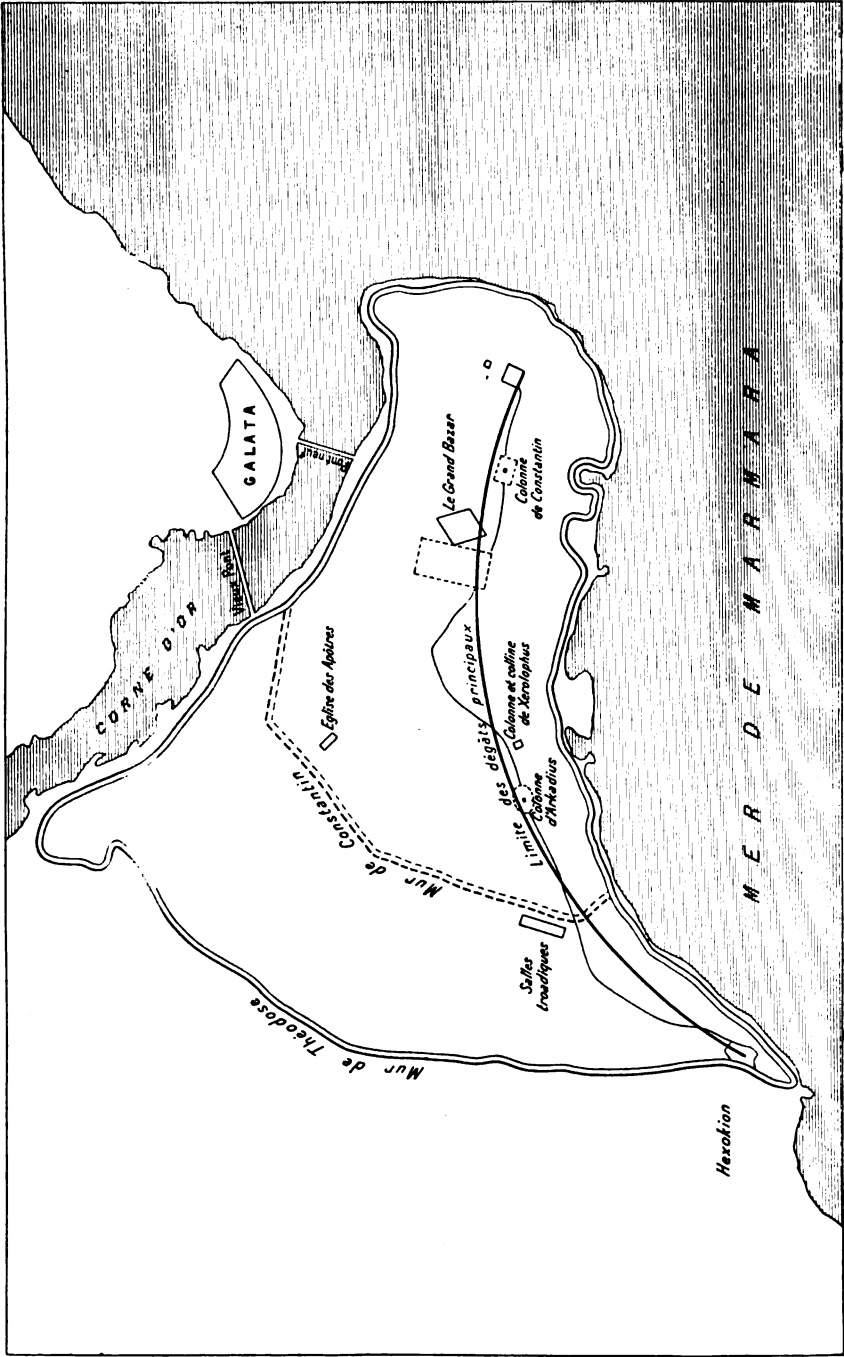 GALATA
Pont neuf
Vieux Pont
CORNE D'OR
Le Grand Bazar
Colonne
de Constantin
Eglise des Apôtres
Mur de Constantin
Limite des dégâts principaux
Colonne et colline
de Xerolophus
Colonne
d'Arkadius
Salles
troadiques
Mur de Théodose
Hexokion
MER DE MARMARA